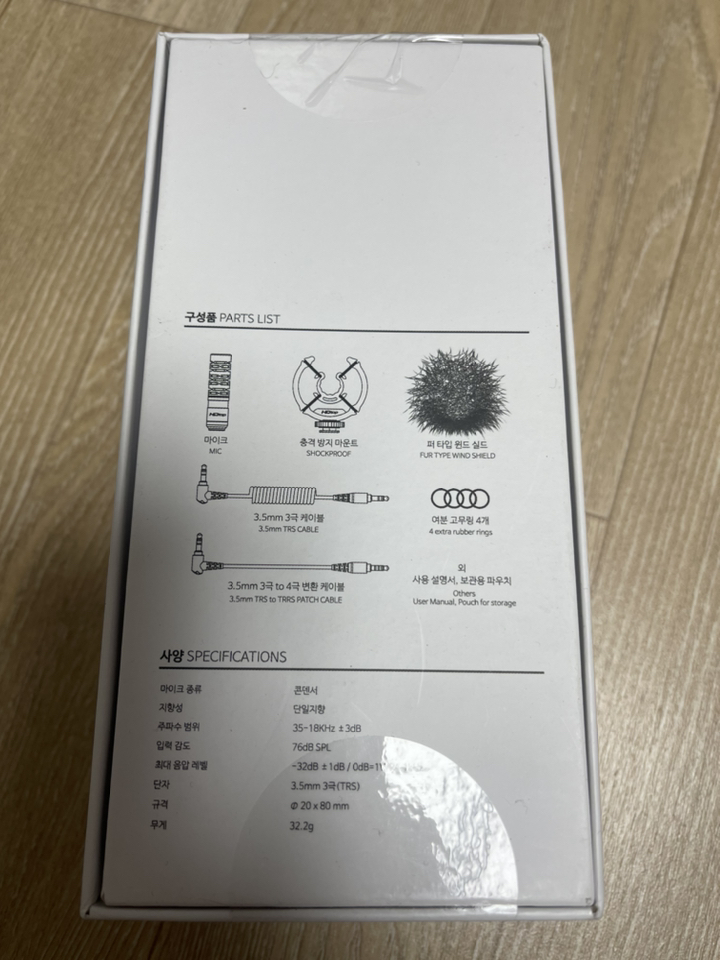 구성품 PARTS LIST
마이크
MIC
충격 방지 마운트
SHOCKPROOF
퍼 타입 윈드 실드
FUR TYPE WIND SHIELD
3.5mm 3극 케이블
3.5mm TRS CABLE
여분 고무링 4개
4 extra rubber rings
3.5mm 3극 to 4극 변환 케이블
3.5mm TRS to TRRS PATCH CABLE
외
사용 설명서, 보관용 파우치
Others
User Manual, Pouch for storage
사양 SPECIFICATIONS
마이크 종류 콘덴서
지향성 단일지향
주파수 범위 35-18KHz ±3dB
입력 감도 76dB SPL
최대 음압 레벨 -32dB ±1dB / 0dB=1
단자 3.5mm 3극(TRS)
규격 Φ 20 x 80 mm
무게 32.2g